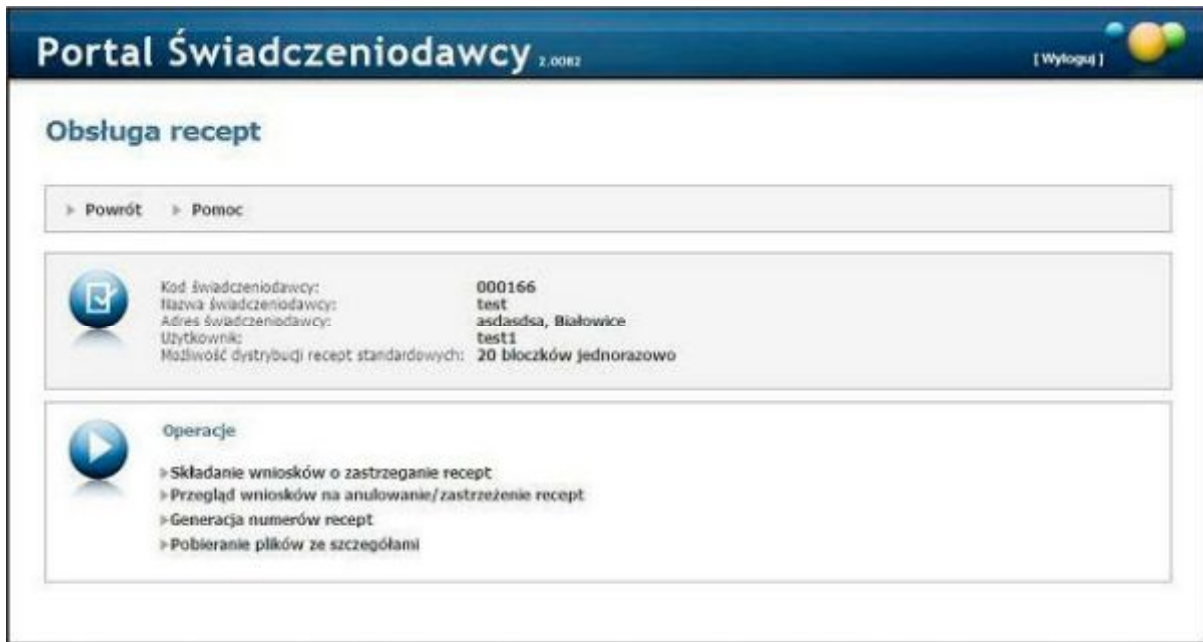 Portal Świadczeniodawcy 2.0082
[ Wyloguj ]
Obsługa recept
Powrót Pomoc
Kod świadczeniodawcy: 000166
Nazwa świadczeniodawcy: test
Adres świadczeniodawcy: asdasdsa, Białowice
Użytkownik: test1
Możliwość dystrybucji recept standardowych: 20 bloczków jednorazowo
Operacje
Składanie wniosków o zastrzeganie recept
Przegląd wniosków na anulowanie/zastrzeżenie recept
Generacja numerów recept
Pobieranie plików ze szczegółami